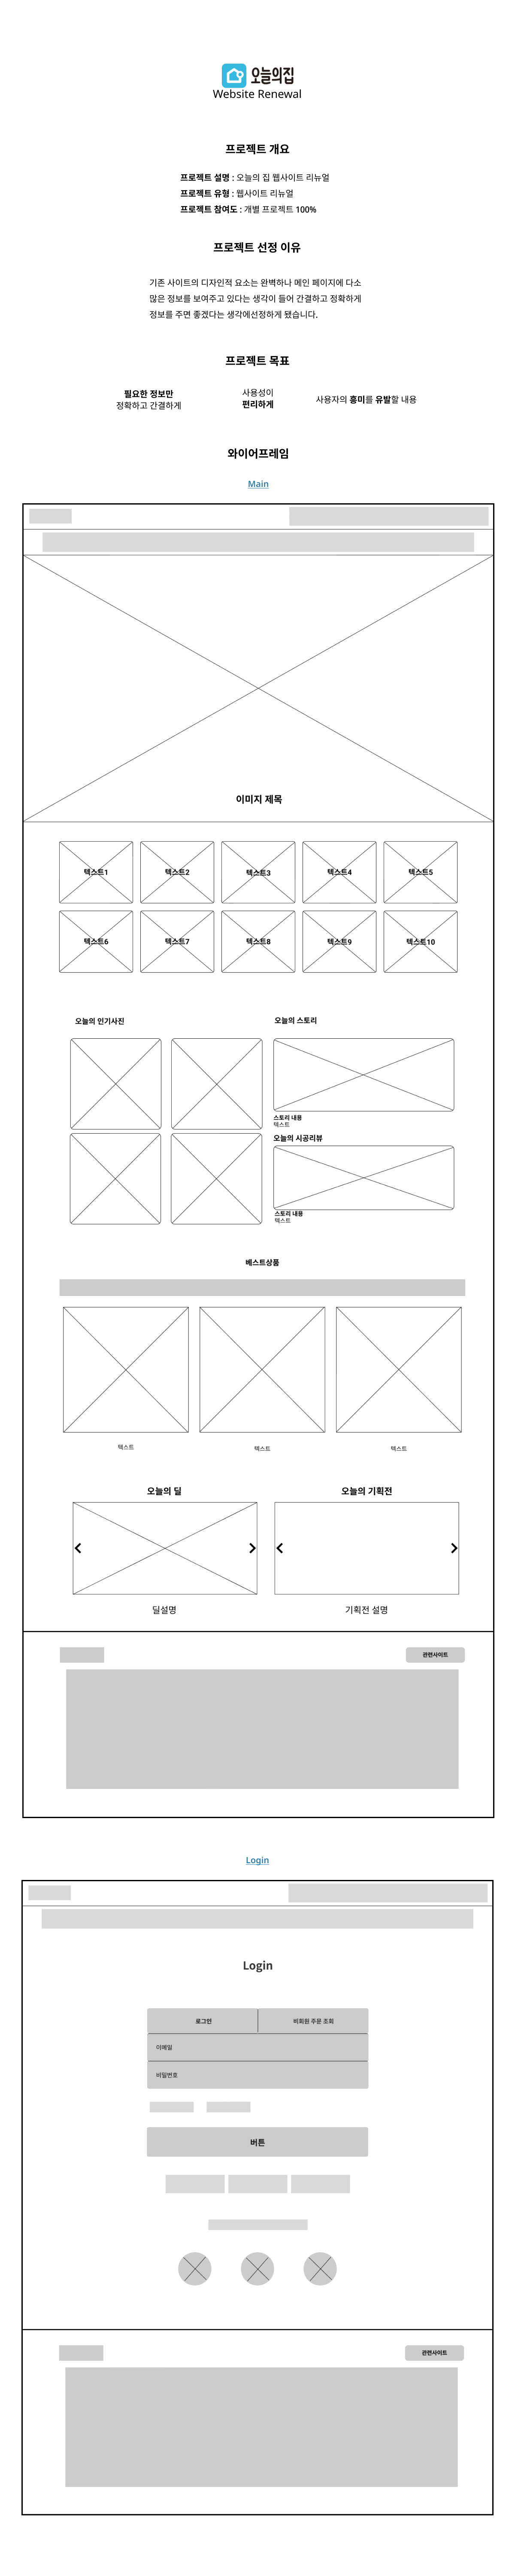 오늘의집
Website Renewal
프로젝트 개요
프로젝트 설명 : 오늘의 집 웹사이트 리뉴얼
프로젝트 유형 : 웹사이트 리뉴얼
프로젝트 참여도 : 개별 프로젝트 100%
프로젝트 선정 이유
기존 사이트의 디자인적 요소는 완벽하나 메인 페이지에 다소
많은 정보를 보여주고 있다는 생각이 들어 간결하고 정확하게
정보를 주면 좋겠다는 생각에선정하게 됐습니다.
프로젝트 목표
필요한 정보만
정확하고 간결하게
사용성이
편리하게
사용자의 흥미를 유발할 내용
와이어프레임
Main
이미지 제목
텍스트1
텍스트2
텍스트3
텍스트4
텍스트5
텍스트6
텍스트7
텍스트8
텍스트9
텍스트10
오늘의 인기사진
오늘의 스토리
스토리 내용
텍스트
오늘의 시공리뷰
스토리 내용
텍스트
베스트상품
텍스트
텍스트
텍스트
오늘의 딜
오늘의 기획전
딜설명
기획전 설명
관련사이트
Login
Login
로그인
비회원 주문 조회
이메일
비밀번호
버튼
관련사이트